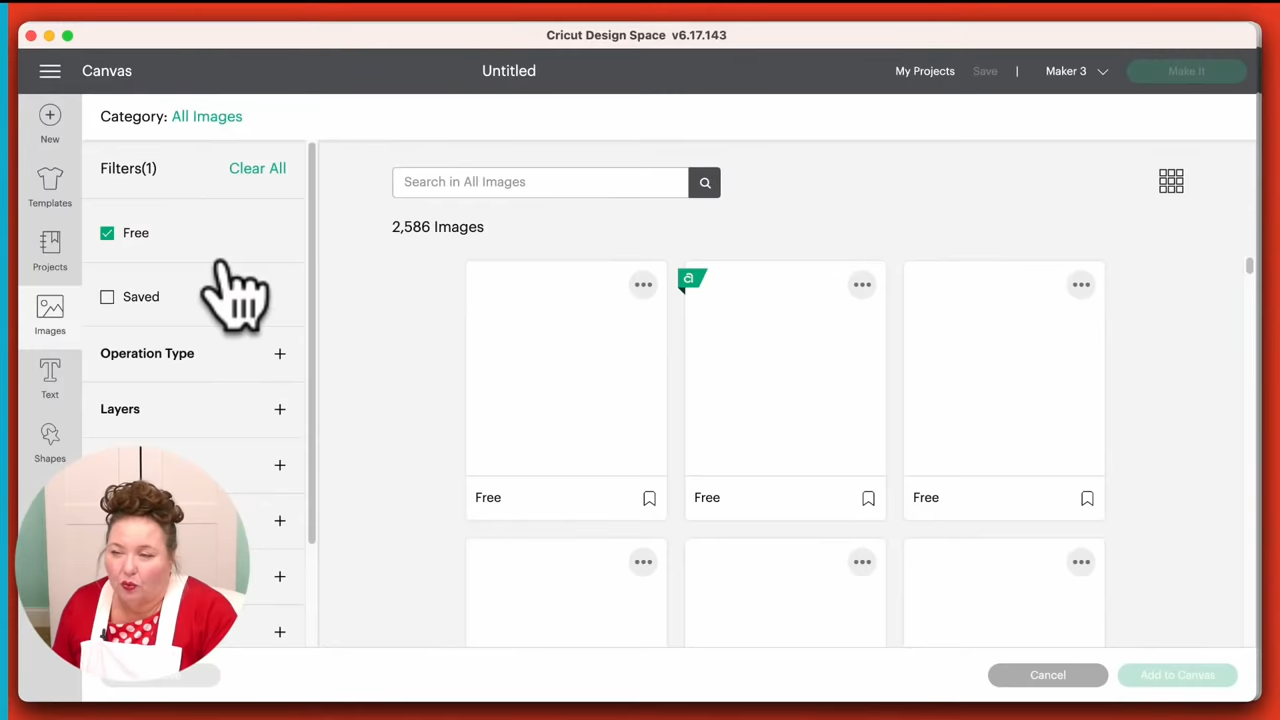 Cricut Design Space v6.17.143
Canvas
Untitled
My Projects
Save
|
Maker 3
Make It
New
Templates
Projects
Images
Text
Shapes
Category: All Images
Filters(1)
Clear All
Free
Saved
Operation Type
Layers
Search in All Images
2,586 Images
a
Free
Free
Free
Cancel
Add to Canvas